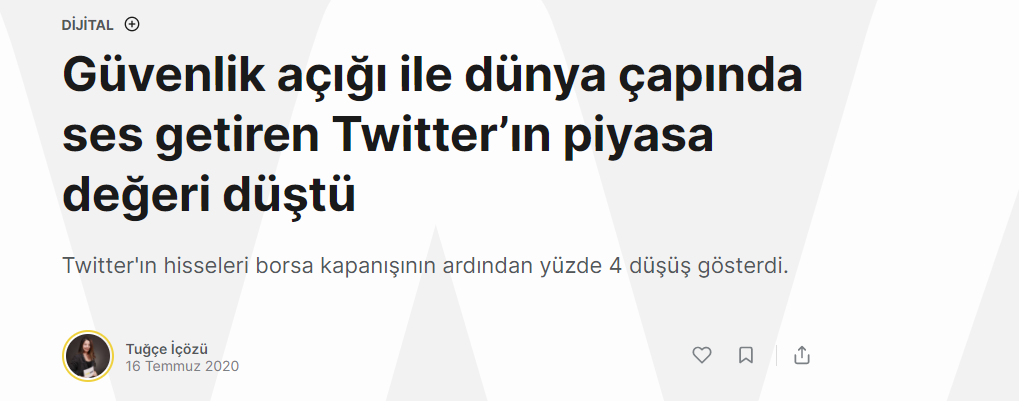 DİJİTAL
Güvenlik açığı ile dünya çapında
ses getiren Twitter’ın piyasa
değeri düştü
Twitter'ın hisseleri borsa kapanışının ardından yüzde 4 düşüş gösterdi.
Tuğçe İçözü
16 Temmuz 2020